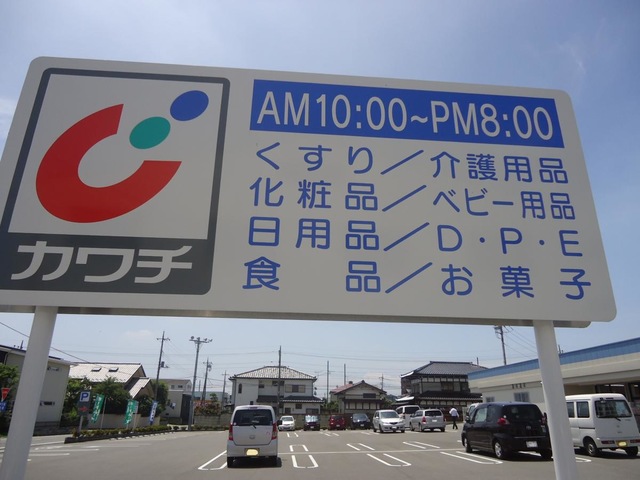 AM10:00~PM8:00
くすり/介護用品
化粧品/ベビー用品
日用品/D・P・E
食品/お菓子
カワチ
P